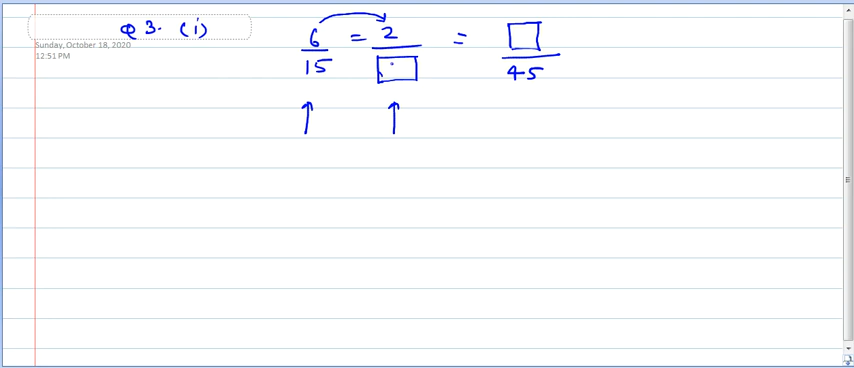 Q 3. (i)
Sunday, October 18, 2020
12:51 PM
6/15 = 2/□ = □/45